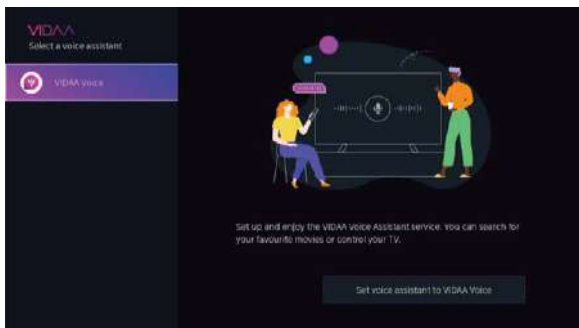 VIDAA
Select a voice assistant
VIDAA Voice
Set up and enjoy the VIDAA Voice Assistant service. You can search for
your favourite movies or control your TV.
Set voice assistant to VIDAA Voice